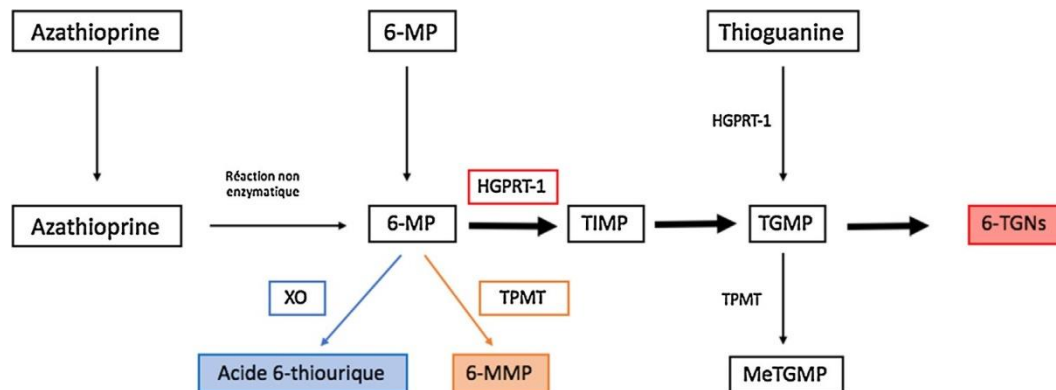 Azathioprine
6-MP
Thioguanine
HGPRT-1
Réaction non
enzymatique
HGPRT-1
Azathioprine
6-MP
TIMP
TGMP
6-TGNs
XO
TPMT
TPMT
Acide 6-thiourique
6-MMP
MeTGMP